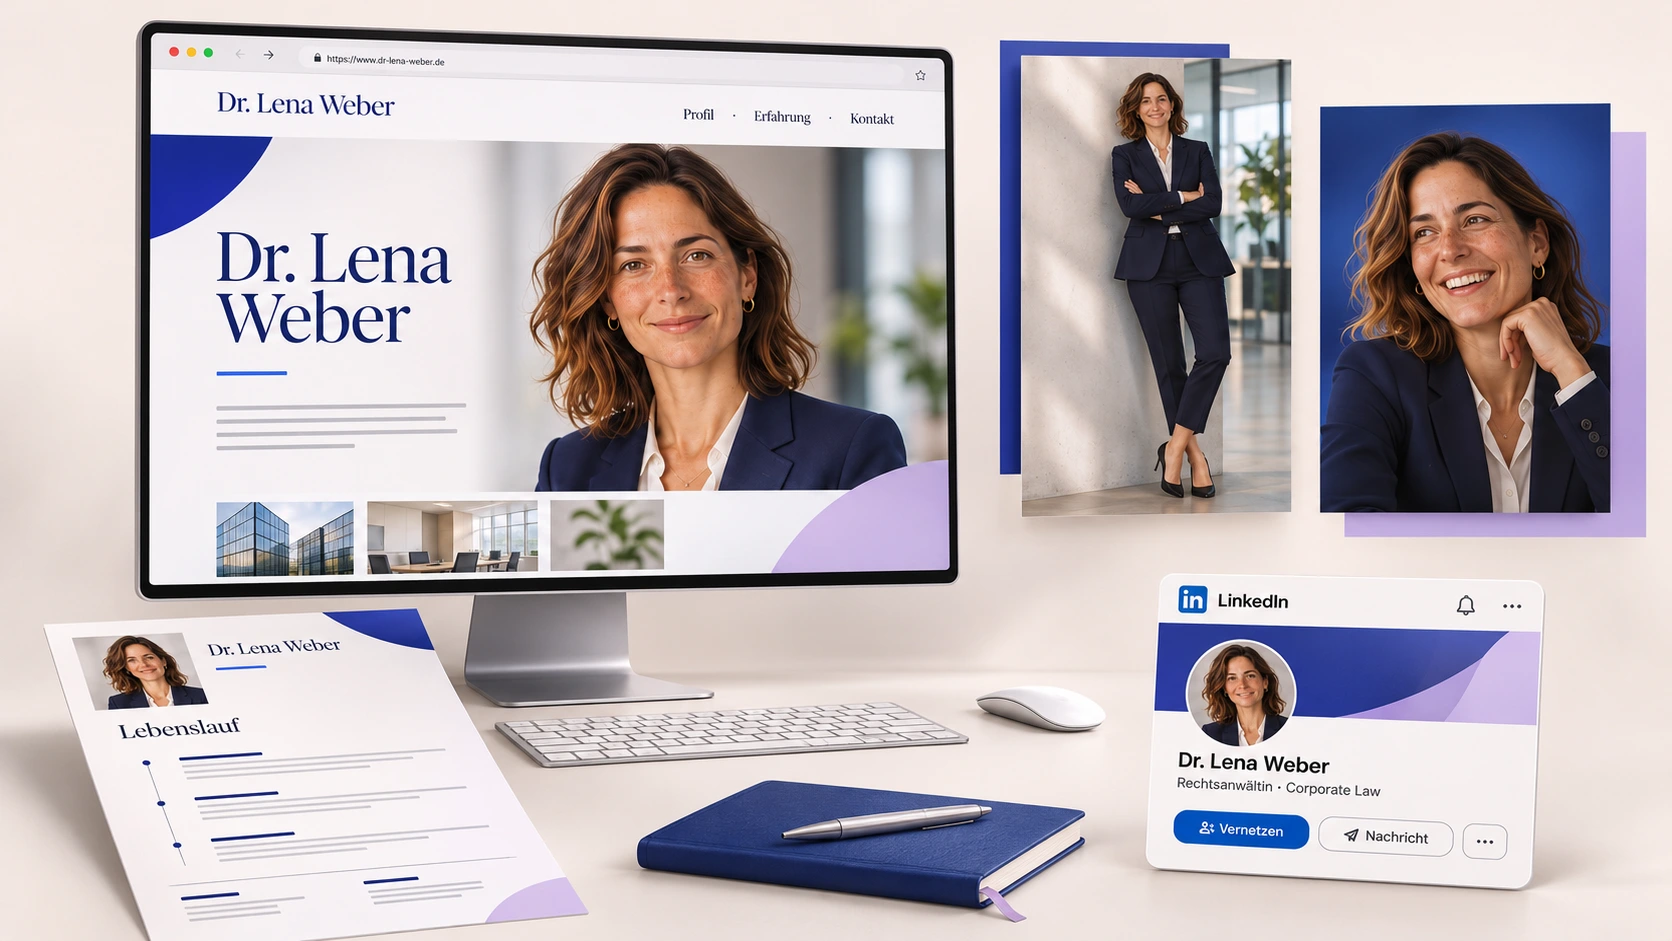 https://www.dr-lena-weber.de
Dr. Lena Weber
Profil · Erfahrung · Kontakt
Dr. Lena
Weber
Dr. Lena Weber
Lebenslauf
in LinkedIn
Dr. Lena Weber
Rechtsanwältin • Corporate Law
Vernetzen
Nachricht